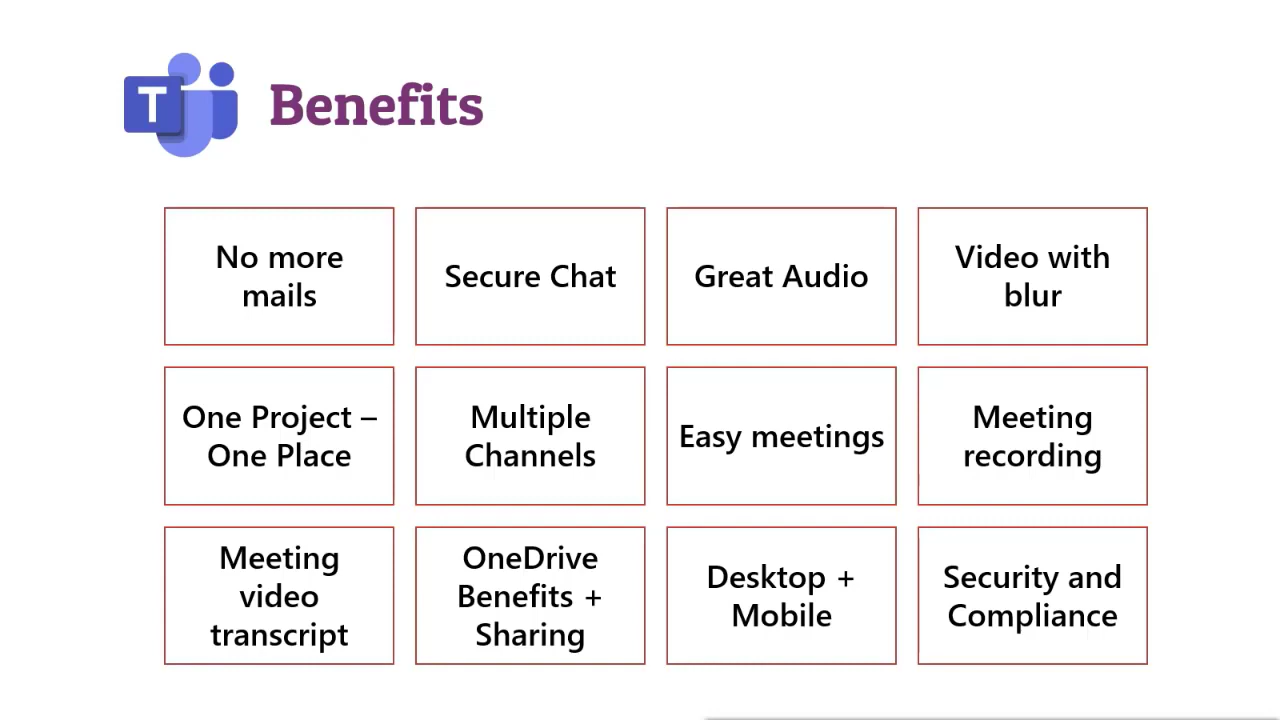 T
Benefits
No more
mails
Secure Chat
Great Audio
Video with
blur
One Project –
One Place
Multiple
Channels
Easy meetings
Meeting
recording
Meeting
video
transcript
OneDrive
Benefits +
Sharing
Desktop +
Mobile
Security and
Compliance